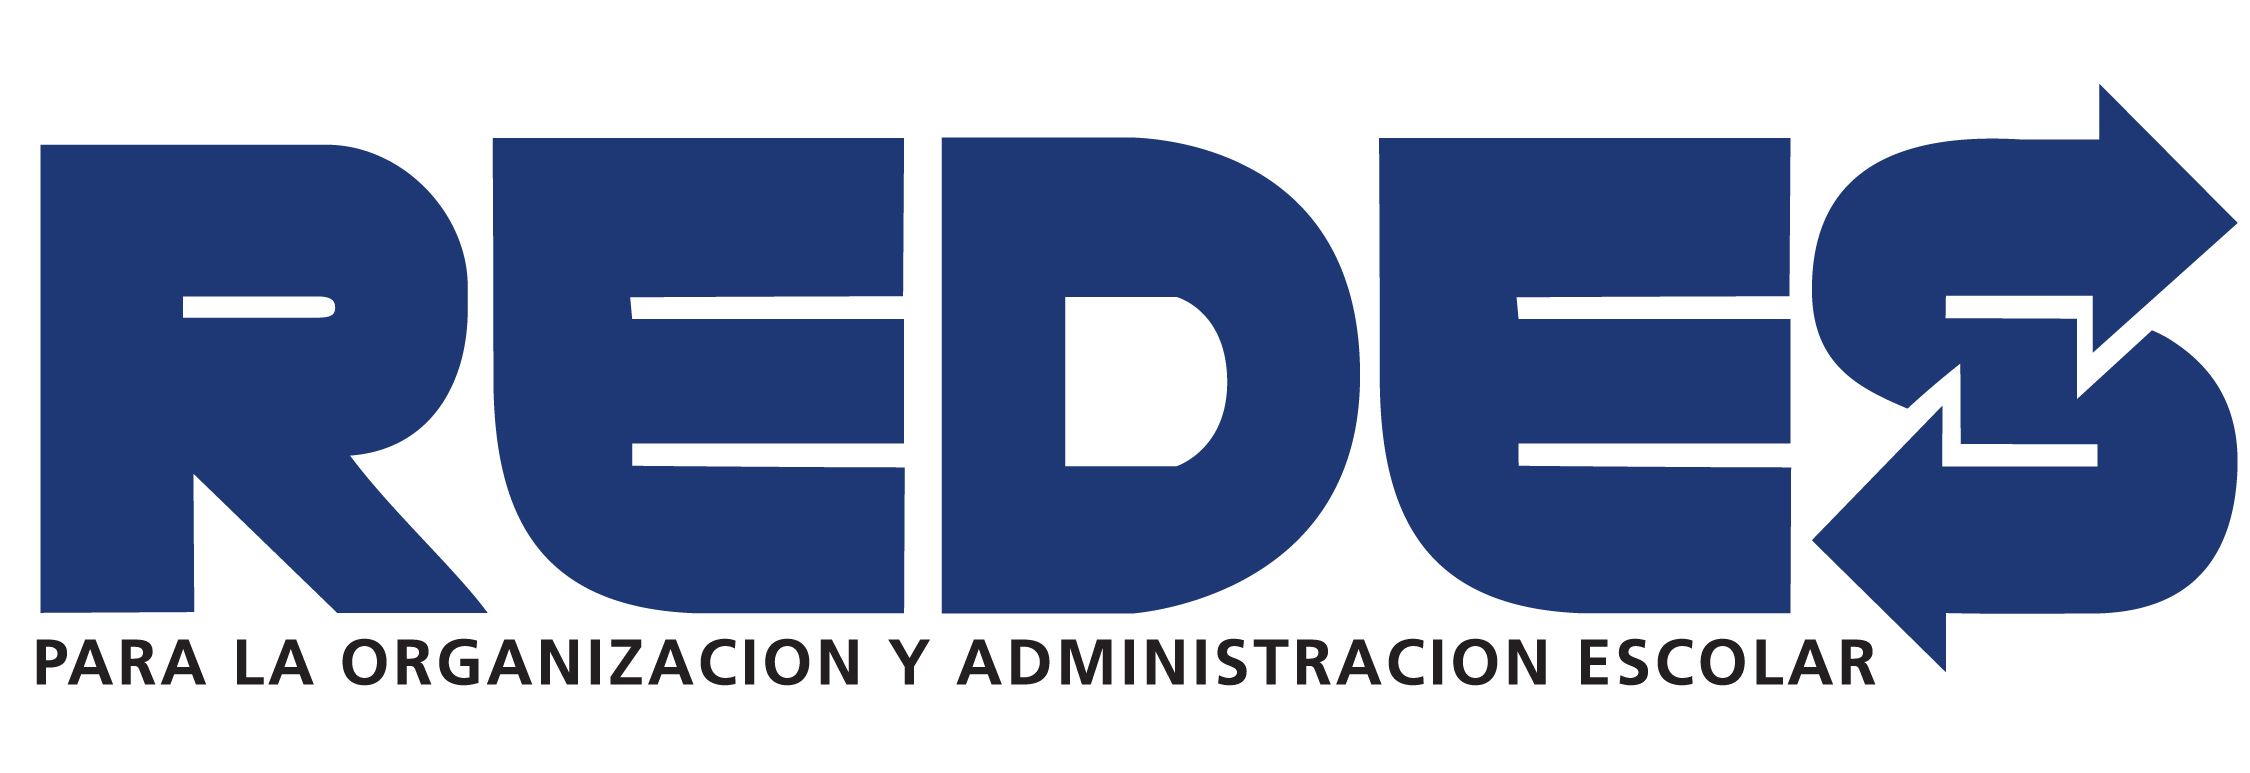 REDES
PARA LA ORGANIZACION Y ADMINISTRACION ESCOLAR